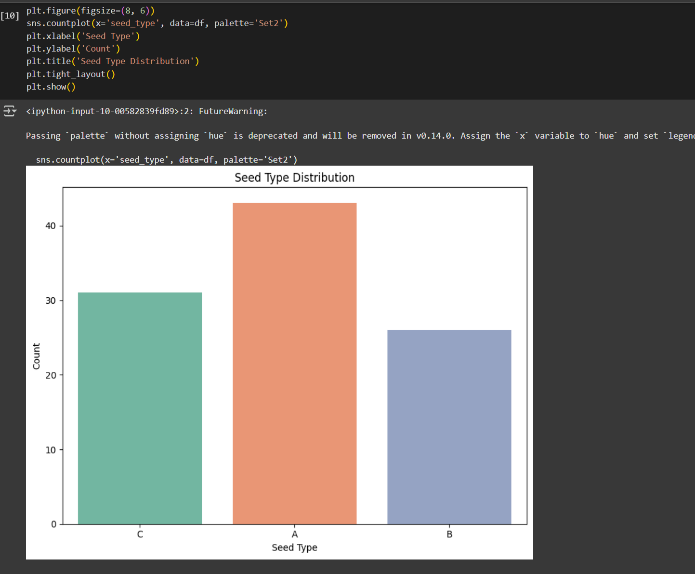 [10] plt.figure(figsize=(8, 6))
sns.countplot(x='seed_type', data=df, palette='Set2')
plt.xlabel('Seed Type')
plt.ylabel('Count')
plt.title('Seed Type Distribution')
plt.tight_layout()
plt.show()
<ipython-input-10-00582839fd89>:2: FutureWarning:
Passing `palette` without assigning `hue` is deprecated and will be removed in v0.14.0. Assign the `x` variable to `hue` and set `legen
sns.countplot(x='seed_type', data=df, palette='Set2')
Seed Type Distribution
40
30
20
10
0
Count
C A B
Seed Type